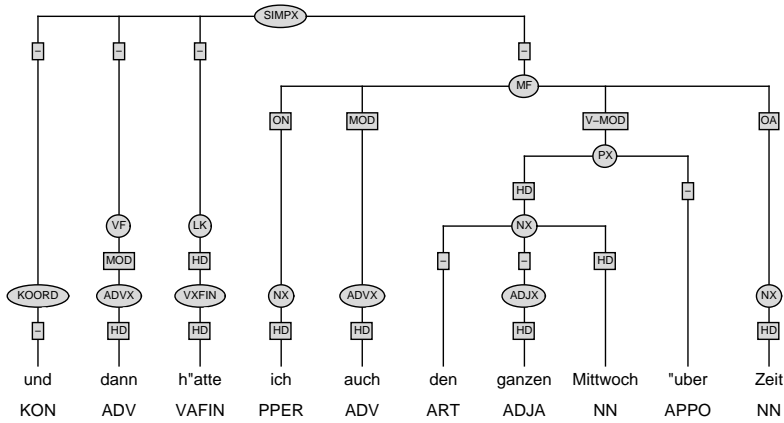 SIMPX
– – – –
MF
ON MOD V–MOD OA
PX
HD –
VF LK NX
MOD HD – – HD
KOORD ADVX VXFIN NX ADVX ADJX NX
– HD HD HD HD HD HD
und dann h"atte ich auch den ganzen Mittwoch "uber Zeit
KON ADV VAFIN PPER ADV ART ADJA NN APPO NN